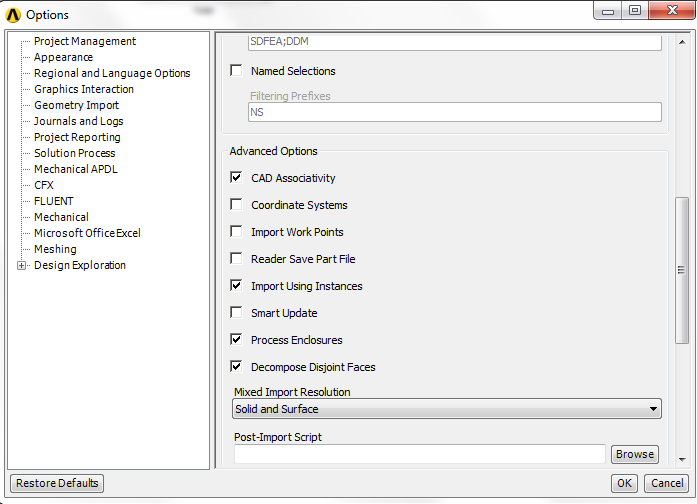 Options
Project Management
Appearance
Regional and Language Options
Graphics Interaction
Geometry Import
Journals and Logs
Project Reporting
Solution Process
Mechanical APDL
CFX
FLUENT
Mechanical
Microsoft Office Excel
Meshing
Design Exploration
SDFEA;DDM
Named Selections
Filtering Prefixes
NS
Advanced Options
CAD Associativity
Coordinate Systems
Import Work Points
Reader Save Part File
Import Using Instances
Smart Update
Process Enclosures
Decompose Disjoint Faces
Mixed Import Resolution
Solid and Surface
Post-Import Script
Browse
Restore Defaults
OK
Cancel